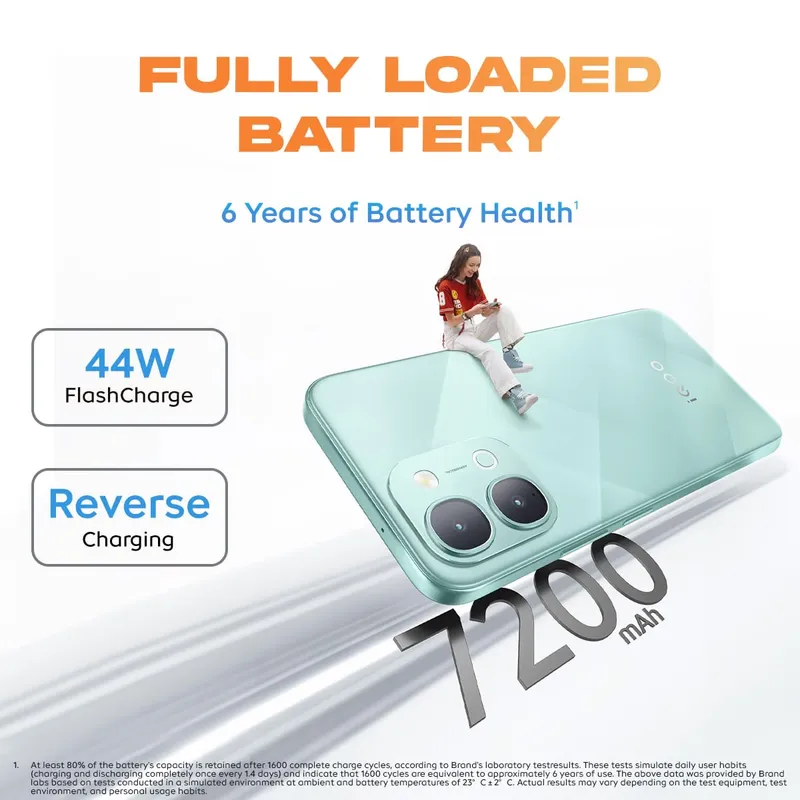 FULLY LOADED
BATTERY
6 Years of Battery Health¹
44W
FlashCharge
Reverse
Charging
iQOO
7200
mAh
1. At least 80% of the battery's capacity is retained after 1600 complete charge cycles, according to Brand's laboratory testresults. These tests simulate daily user habits
(charging and discharging completely once every 1.4 days) and indicate that 1600 cycles are equivalent to approximately 6 years of use. The above data was provided by Brand
labs based on tests conducted in a simulated environment at ambient and battery temperatures of 23° C ± 2° C. Actual results may vary depending on the test equipment, test
environment, and personal usage habits.